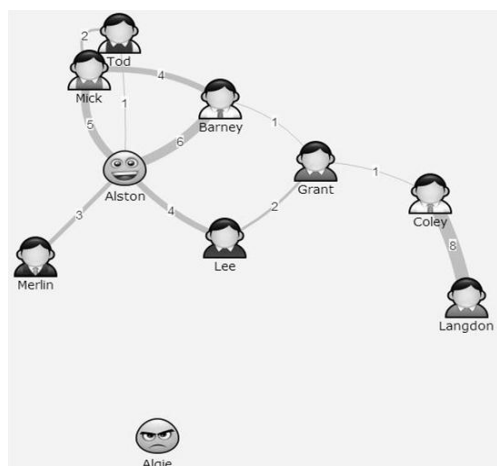 2
Tod
Mick
4
Barney
1
5
6
1
Grant
1
Alston
4
2
Coley
3
Lee
8
Merlin
Langdon
Algie